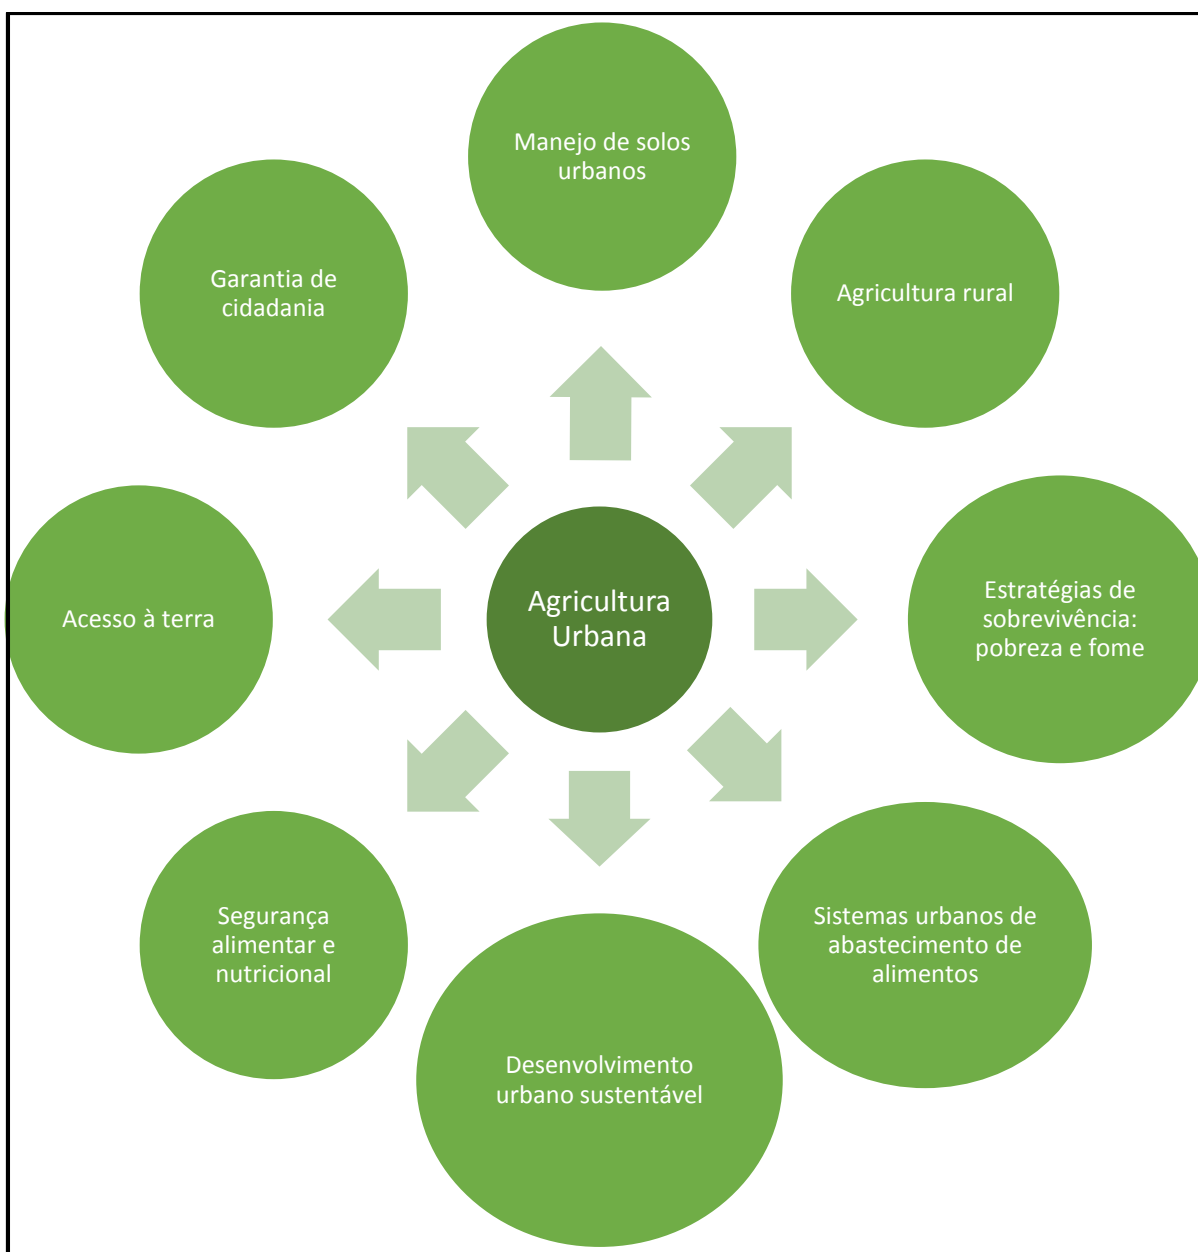 Manejo de solos
urbanos
Garantia de
cidadania
Agricultura rural
Acesso à terra
Agricultura
Urbana
Estratégias de
sobrevivência:
pobreza e fome
Segurança
alimentar e
nutricional
Sistemas urbanos de
abastecimento de
alimentos
Desenvolvimento
urbano sustentável